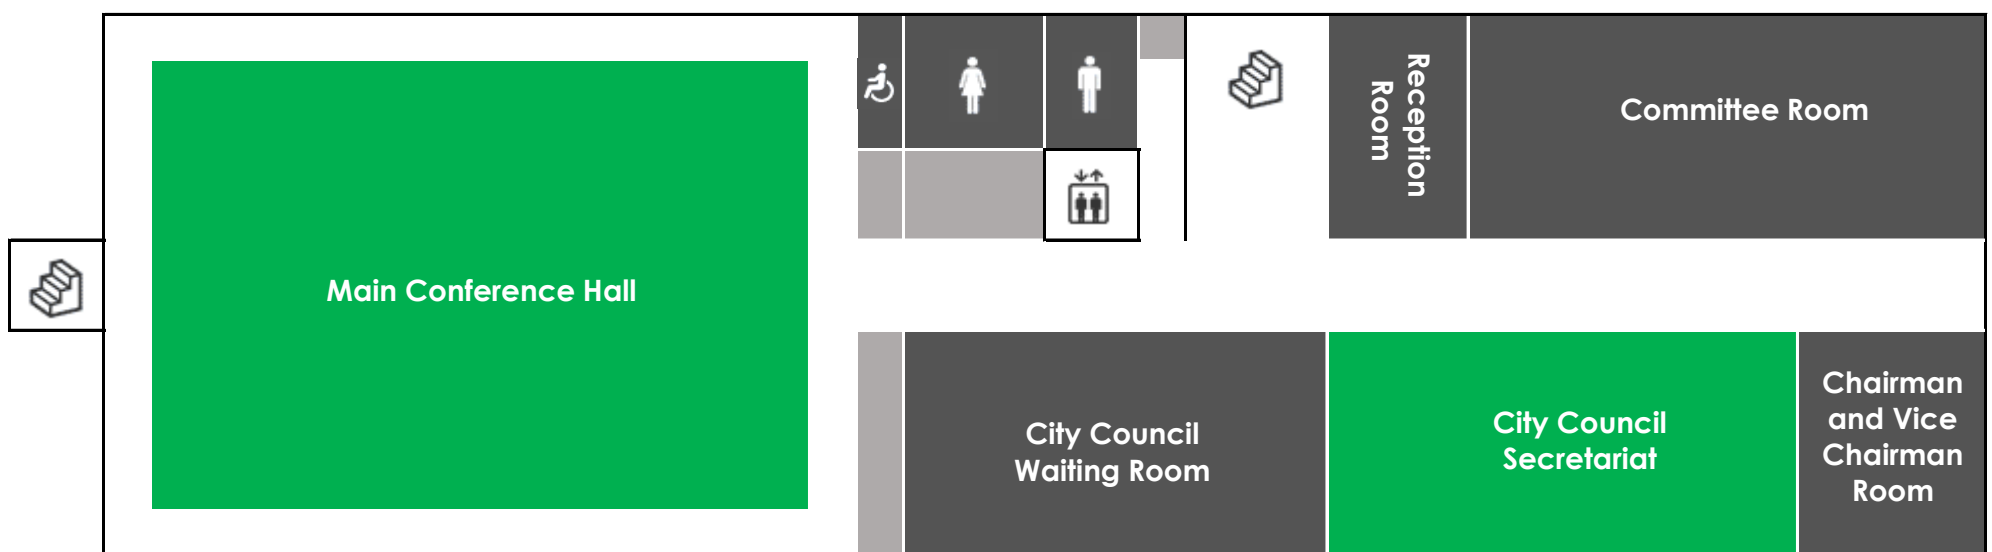 Reception
Room
Committee Room
Main Conference Hall
City Council
Waiting Room
City Council
Secretariat
Chairman
and Vice
Chairman
Room